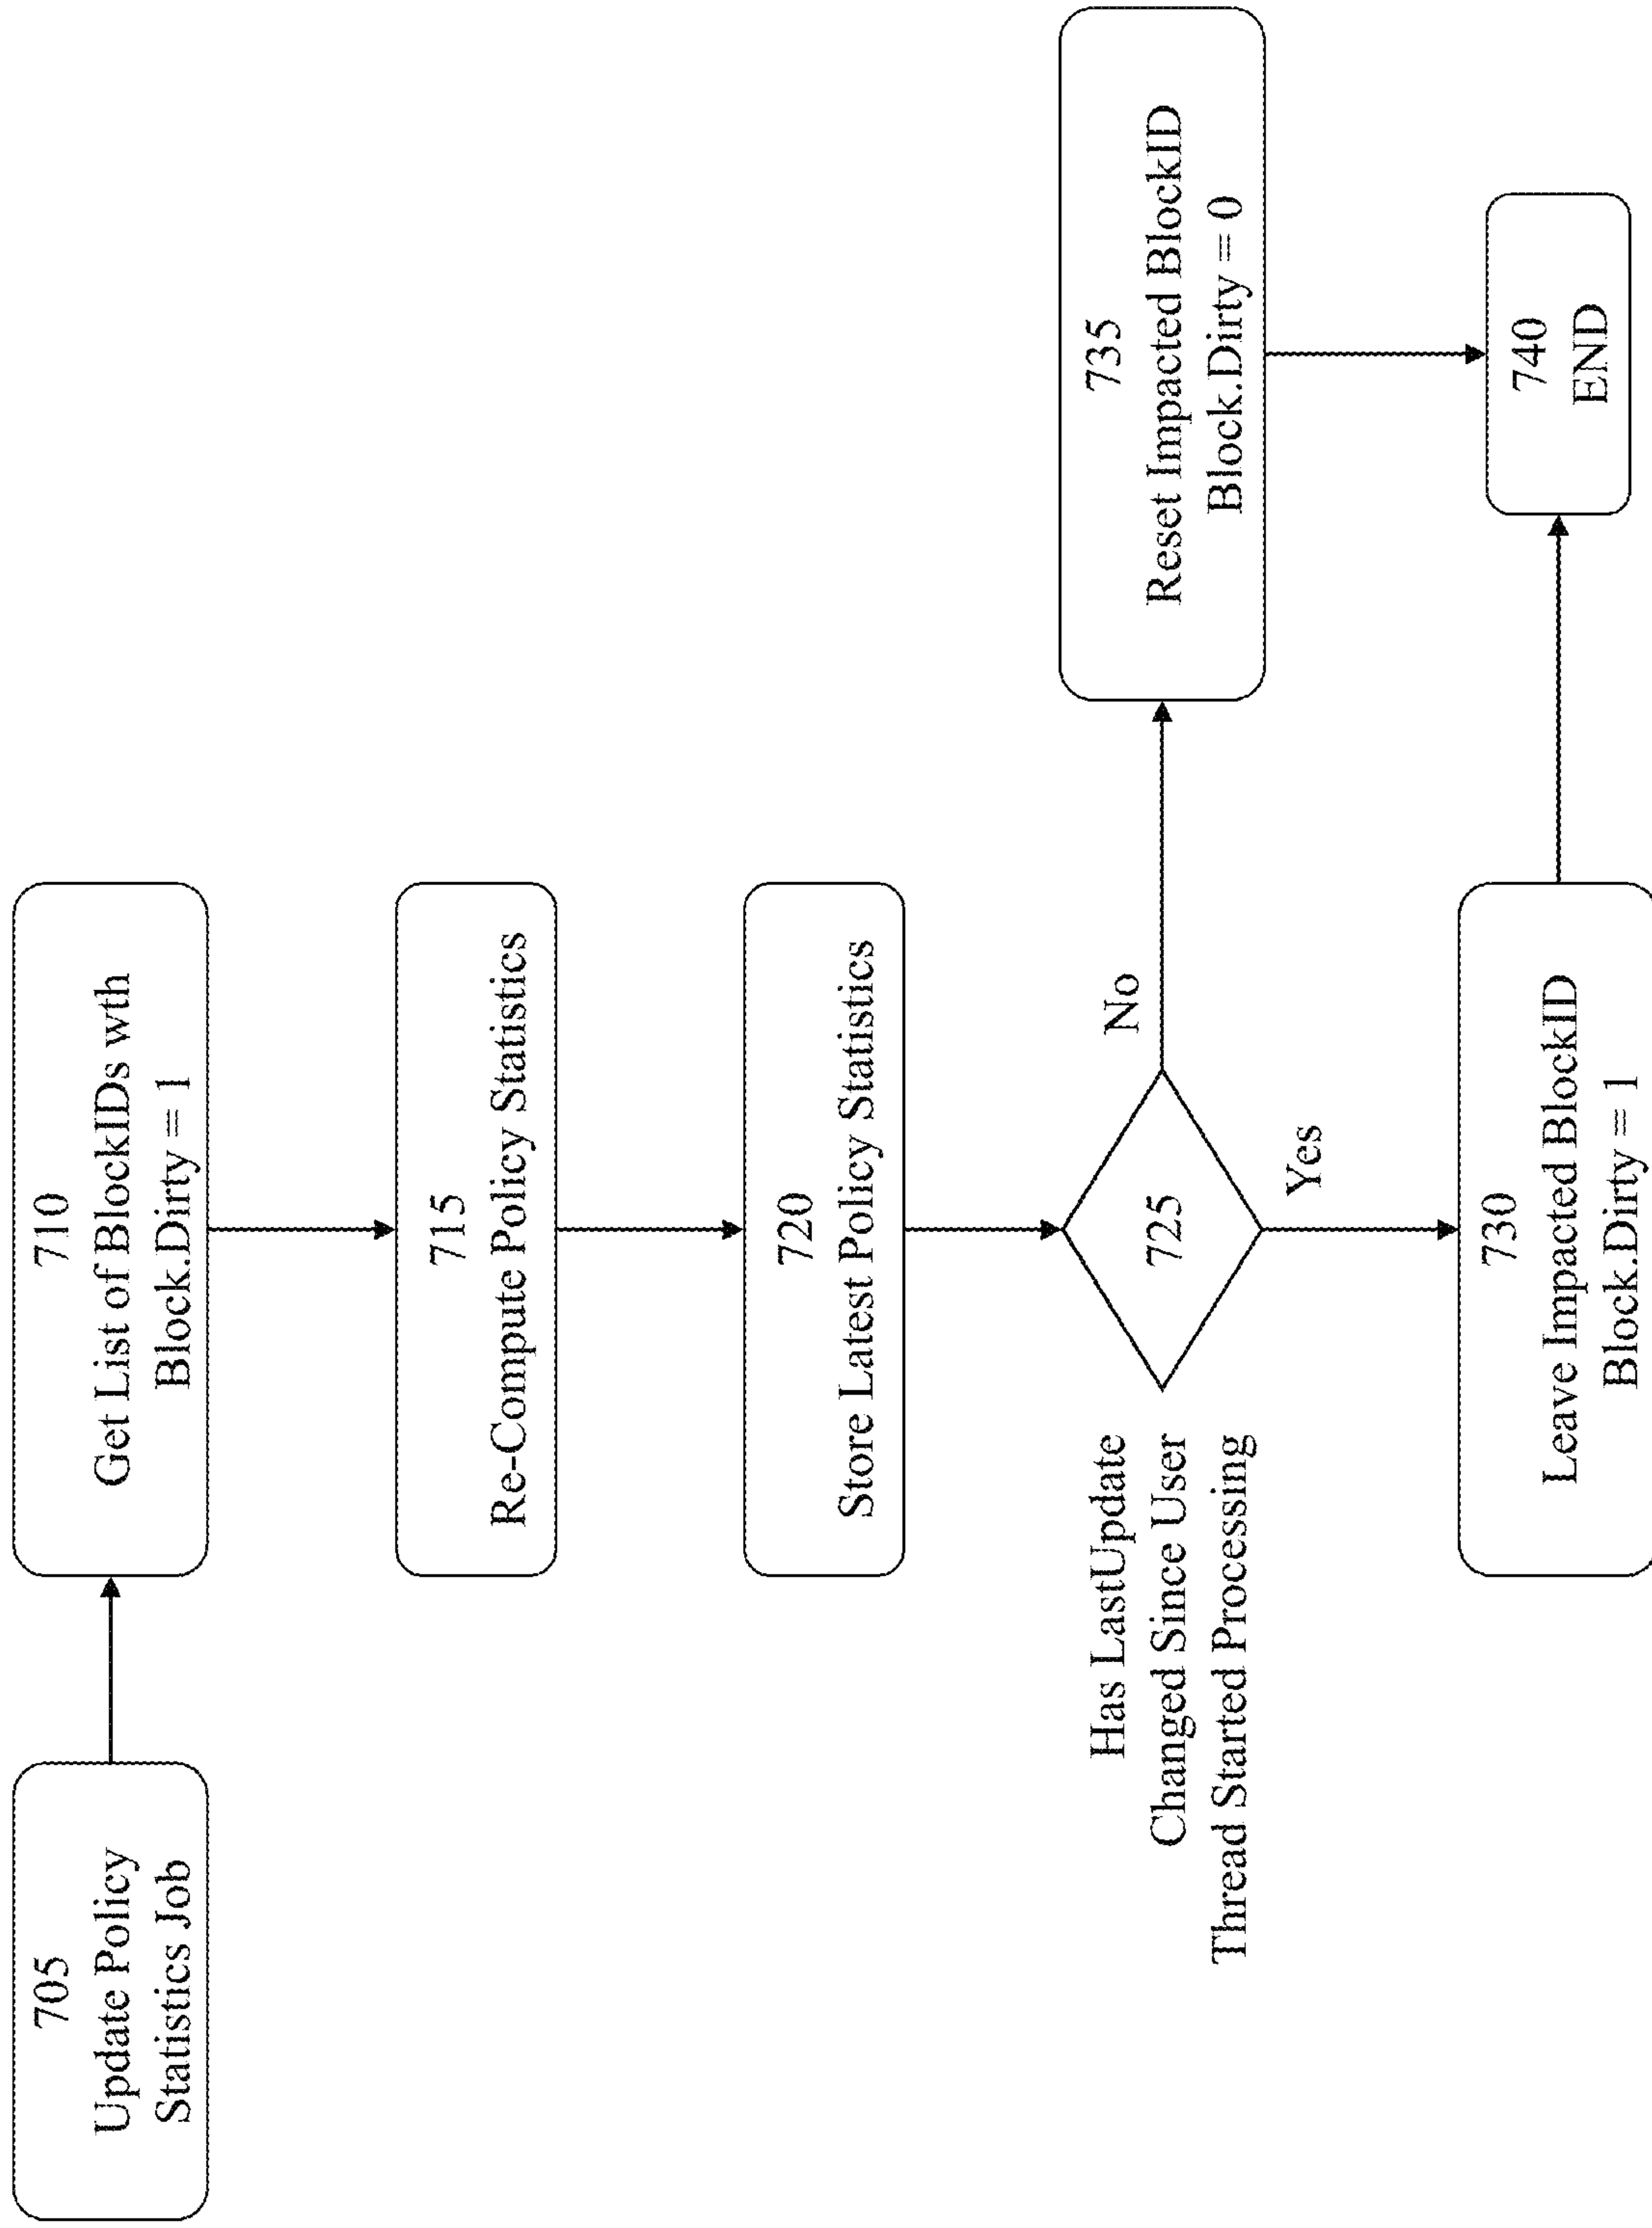 705
Update Policy
Statistics Job
710
Get List of BlockIDs wth
Block.Dirty = 1
715
Re-Compute Policy Statistics
720
Store Latest Policy Statistics
Has LastUpdate
Changed Since User
Thread Started Processing
725
No
Yes
735
Reset Impacted BlockID
Block.Dirty = 0
730
Leave Impacted BlockID
Block.Dirty = 1
740
END